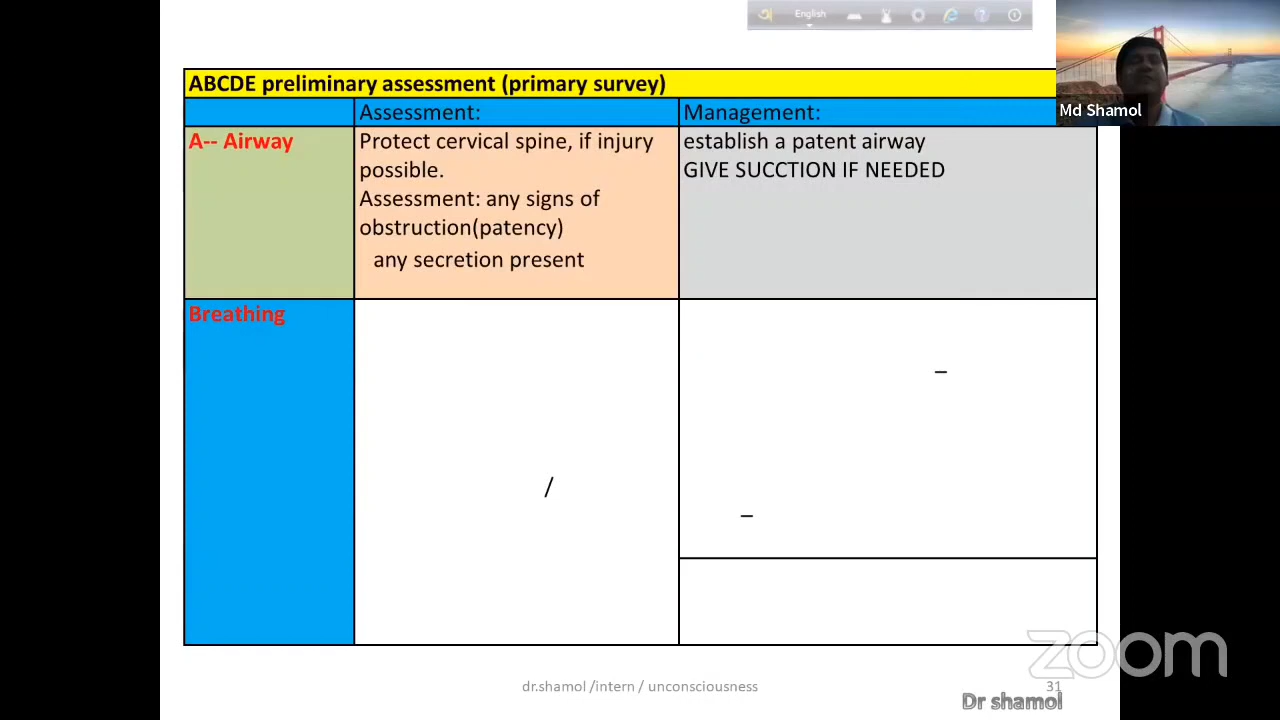 English
ABCDE preliminary assessment (primary survey)
Assessment:
Management:
A-- Airway
Protect cervical spine, if injury
possible.
Assessment: any signs of
obstruction(patency)
any secretion present
establish a patent airway
GIVE SUCCTION IF NEEDED
Breathing
–
/
–
Md Shamol
zoom
dr.shamol /intern / unconsciousness
31
Dr shamol